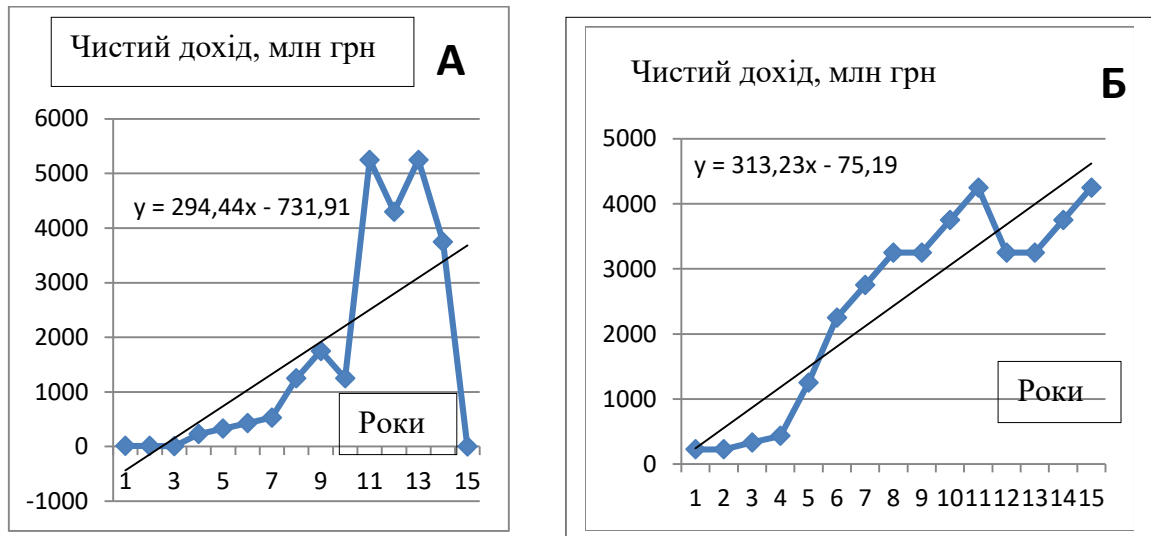 Чистий дохід, млн грн
А
6000
5000
y = 294,44x - 731,91
4000
3000
2000
1000
Роки
0
1 3 5 7 9 11 13 15
-1000
Чистий дохід, млн грн
Б
5000
y = 313,23x - 75,19
4000
3000
2000
Роки
1000
0
1 2 3 4 5 6 7 8 9 10 11 12 13 14 15